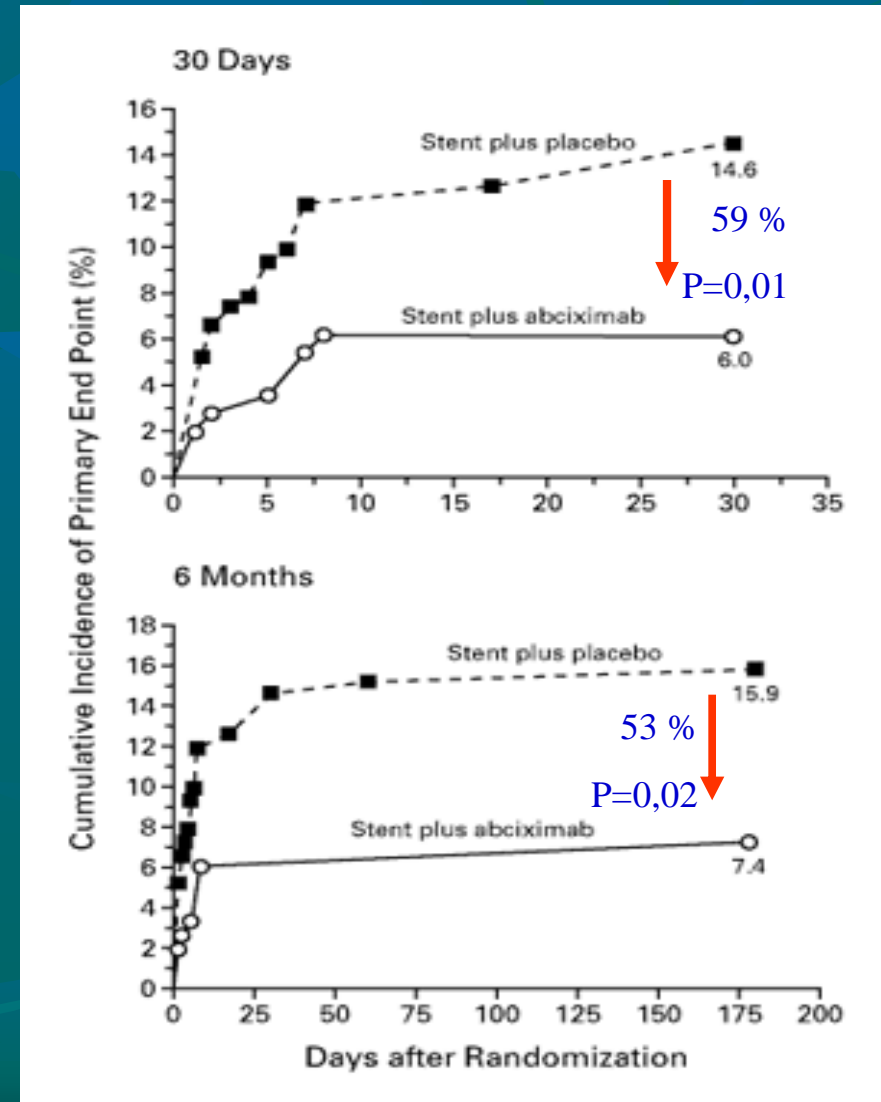 30 Days
Cumulative Incidence of Primary End Point (%)
16
14
12
10
8
6
4
2
0
Stent plus placebo
14.6
59 %
P=0,01
Stent plus abciximab
6.0
0 5 10 15 20 25 30 35
6 Months
18
16
14
12
10
8
6
4
2
0
Stent plus placebo
15.9
53 %
P=0,02
Stent plus abciximab
7.4
0 25 50 75 100 125 150 175 200
Days after Randomization